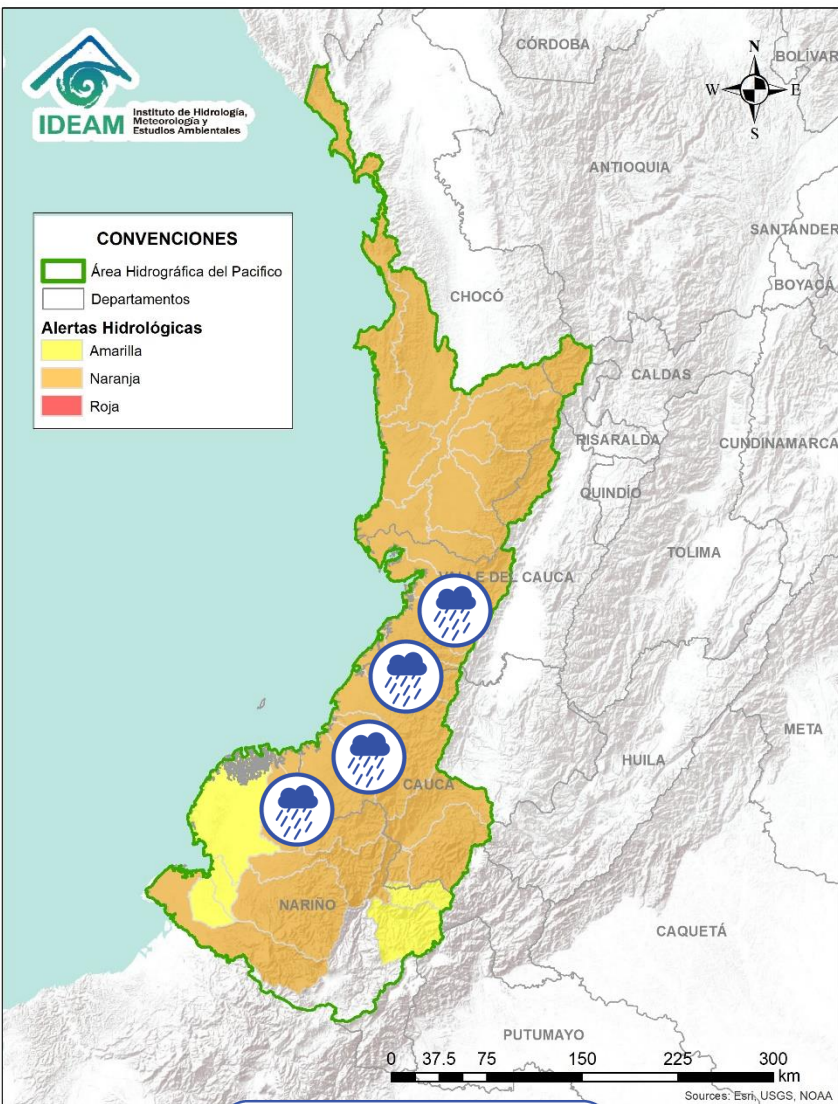 IDEAM
Instituto de Hidrología,
Meteorología y
Estudios Ambientales
CONVENCIONES
Área Hidrográfica del Pacifico
Departamentos
Alertas Hidrológicas
Amarilla
Naranja
Roja
N
W E
S
CÓRDOBA
BOLÍVAR
ANTIOQUIA
SANTANDER
BOYACÁ
CHOCÓ
CALDAS
RISARALDA
CUNDINAMARCA
QUINDÍO
TOLIMA
VALLE DEL CAUCA
META
HUILA
CAUCA
NARIÑO
CAQUETÁ
PUTUMAYO
0 37.5 75 150 225 300
km
Sources: Esri, USGS, NOAA